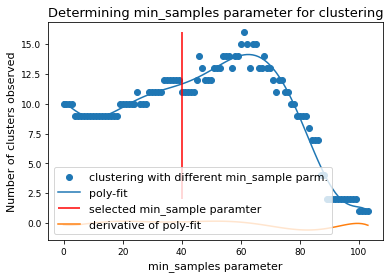 Determining min_samples parameter for clustering
Number of clusters observed
15.0
12.5
10.0
7.5
5.0
2.5
0.0
clustering with different min_sample parm.
poly-fit
selected min_sample paramter
derivative of poly-fit
0 20 40 60 80 100
min_samples parameter